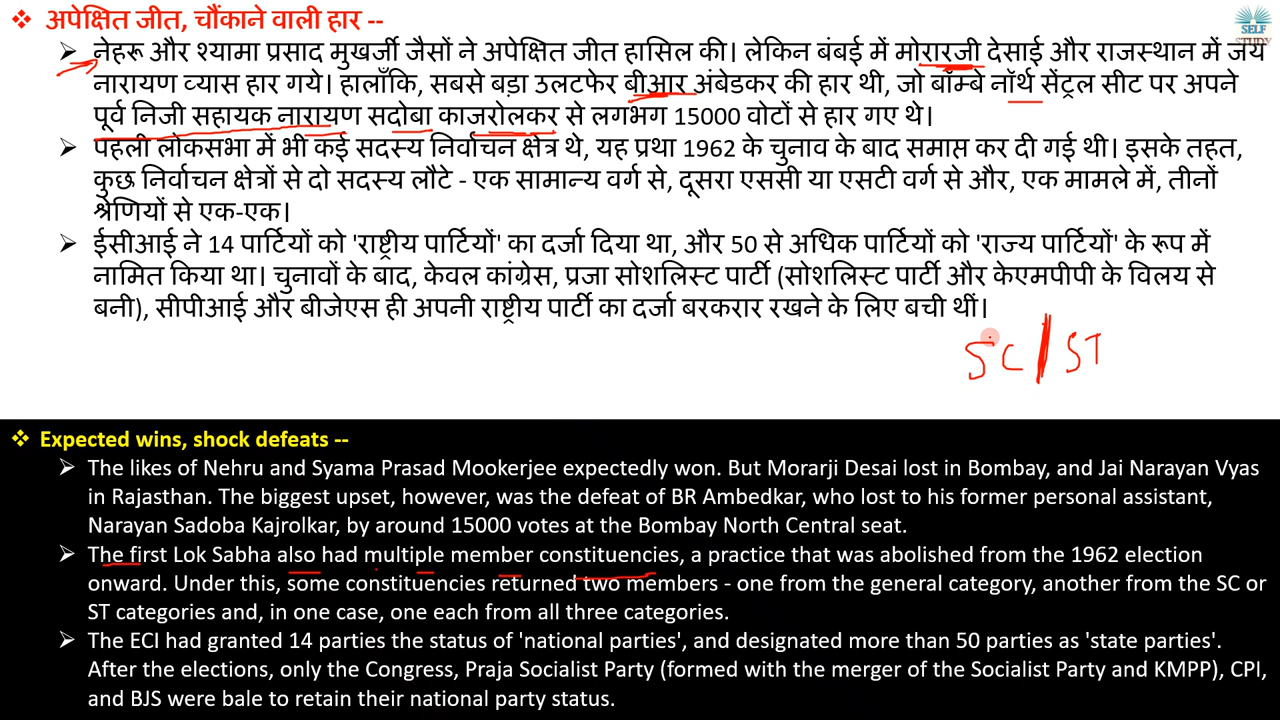 ❖ अपेक्षित जीत, चौंकाने वाली हार --
SELF
STUDY
➢ नेहरू और श्यामा प्रसाद मुखर्जी जैसों ने अपेक्षित जीत हासिल की। लेकिन बंबई में मोरारजी देसाई और राजस्थान में जय
नारायण व्यास हार गये। हालाँकि, सबसे बड़ा उलटफेर बीआर अंबेडकर की हार थी, जो बॉम्बे नॉर्थ सेंट्रल सीट पर अपने
पूर्व निजी सहायक नारायण सदोबा काजरोलकर से लगभग 15000 वोटों से हार गए थे।
➢ पहली लोकसभा में भी कई सदस्य निर्वाचन क्षेत्र थे, यह प्रथा 1962 के चुनाव के बाद समाप्त कर दी गई थी। इसके तहत,
कुछ निर्वाचन क्षेत्रों से दो सदस्य लौटे - एक सामान्य वर्ग से, दूसरा एससी या एसटी वर्ग से और, एक मामले में, तीनों
श्रेणियों से एक-एक।
➢ ईसीआई ने 14 पार्टियों को 'राष्ट्रीय पार्टियों' का दर्जा दिया था, और 50 से अधिक पार्टियों को 'राज्य पार्टियों' के रूप में
नामित किया था। चुनावों के बाद, केवल कांग्रेस, प्रजा सोशलिस्ट पार्टी (सोशलिस्ट पार्टी और केएमपीपी के विलय से
बनी), सीपीआई और बीजेएस ही अपनी राष्ट्रीय पार्टी का दर्जा बरकरार रखने के लिए बची थीं।
SC/ST
❖ Expected wins, shock defeats --
➢ The likes of Nehru and Syama Prasad Mookerjee expectedly won. But Morarji Desai lost in Bombay, and Jai Narayan Vyas
in Rajasthan. The biggest upset, however, was the defeat of BR Ambedkar, who lost to his former personal assistant,
Narayan Sadoba Kajrolkar, by around 15000 votes at the Bombay North Central seat.
➢ The first Lok Sabha also had multiple member constituencies, a practice that was abolished from the 1962 election
onward. Under this, some constituencies returned two members - one from the general category, another from the SC or
ST categories and, in one case, one each from all three categories.
➢ The ECI had granted 14 parties the status of 'national parties', and designated more than 50 parties as 'state parties'.
After the elections, only the Congress, Praja Socialist Party (formed with the merger of the Socialist Party and KMPP), CPI,
and BJS were bale to retain their national party status.